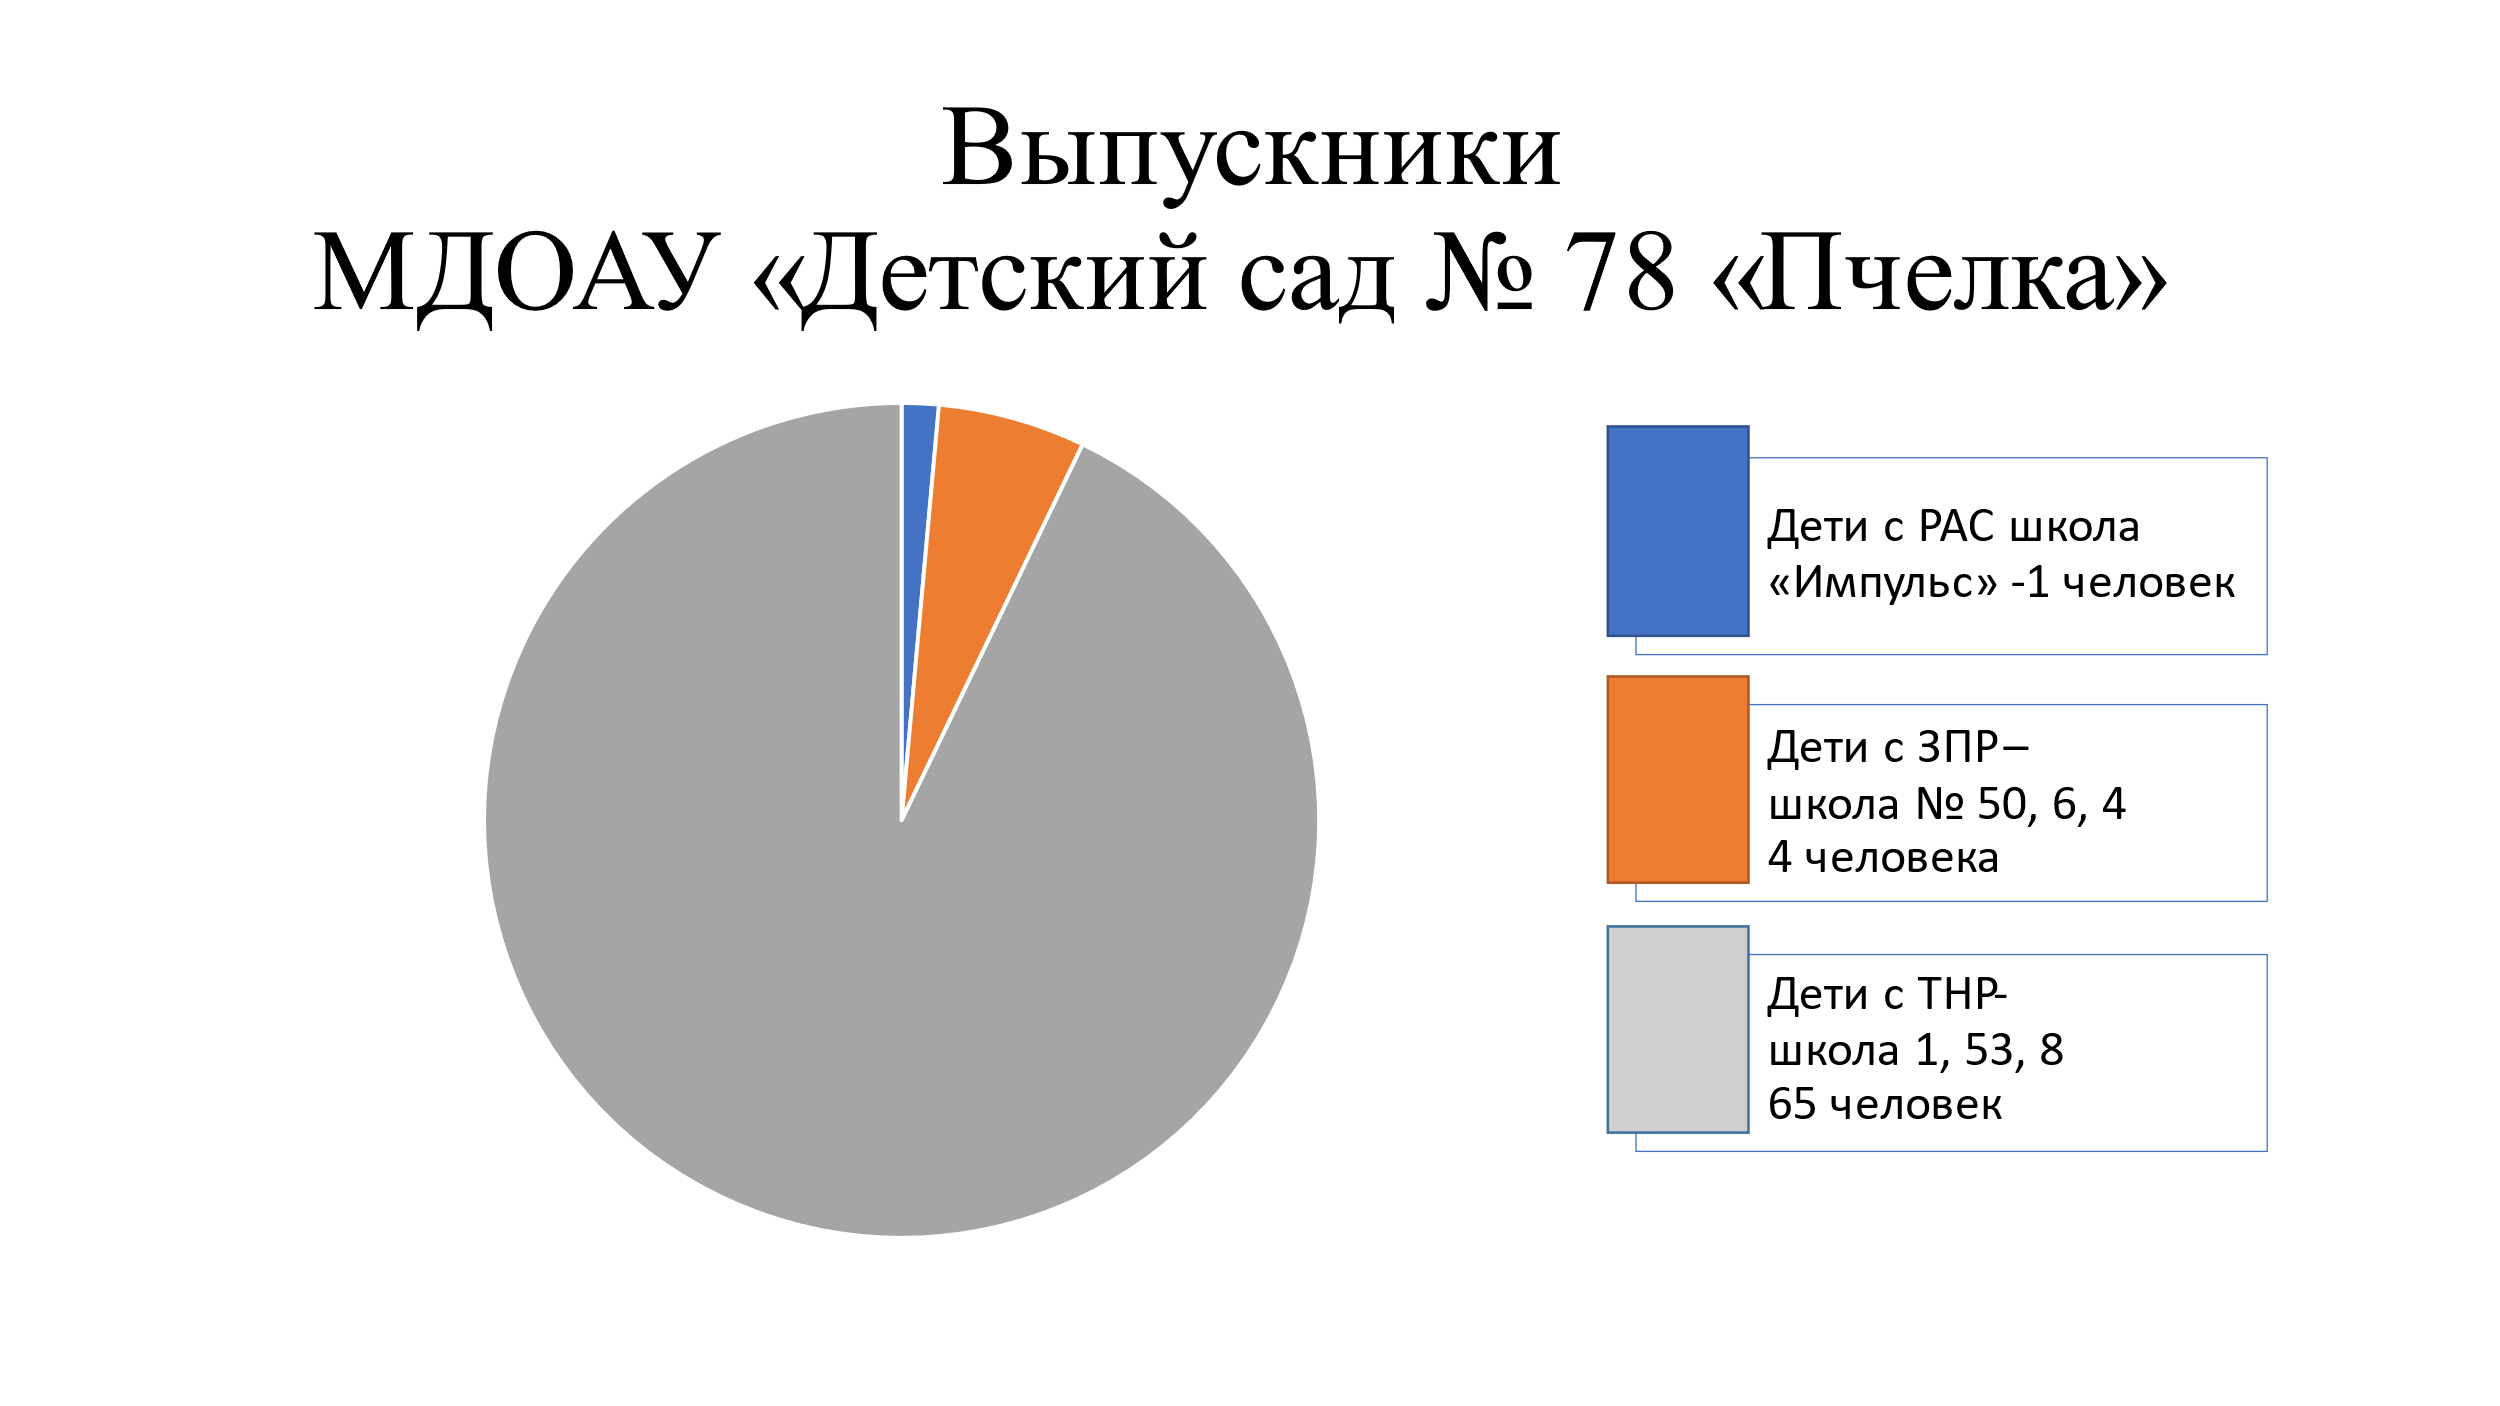 Выпускники
МДОАУ «Детский сад № 78 «Пчелка»
Дети с РАС школа
«Импульс» -1 человек
Дети с ЗПР–
школа № 50, 6, 4
4 человека
Дети с ТНР-
школа 1, 53, 8
65 человек